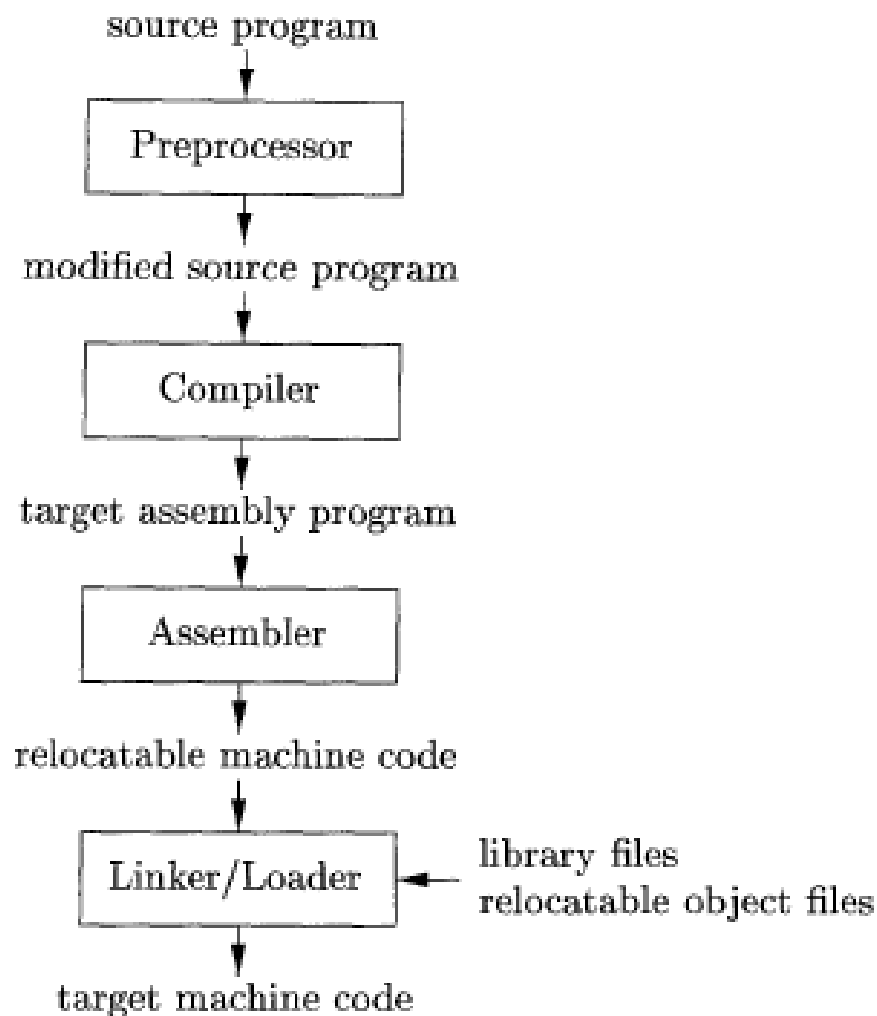 source program
Preprocessor
modified source program
Compiler
target assembly program
Assembler
relocatable machine code
Linker/Loader
library files
relocatable object files
target machine code